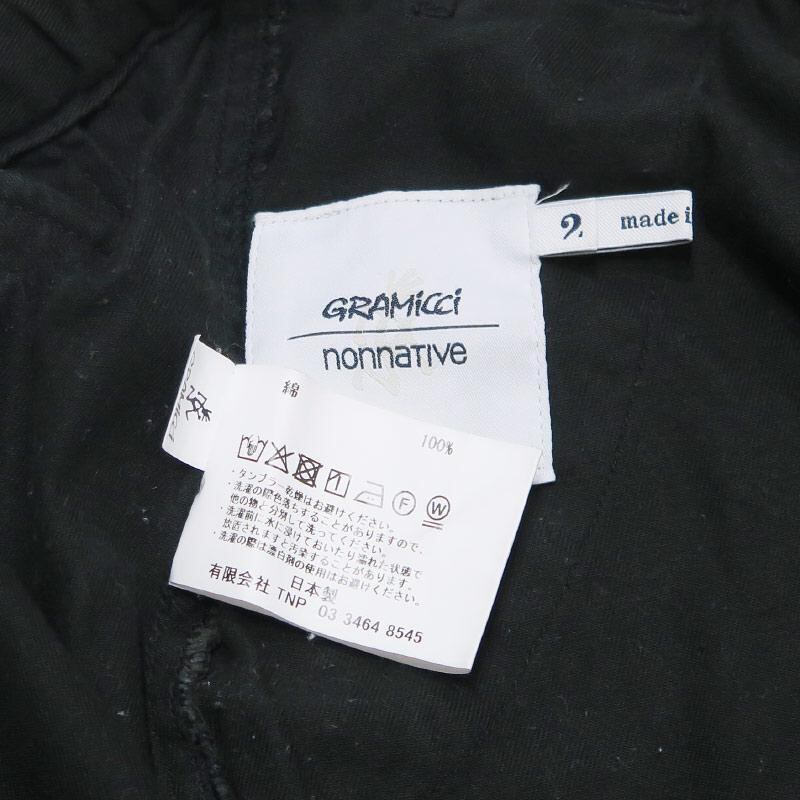 2 made i
GRAMiCCi
nonnative
綿
100%
F W
・タンブラー乾燥はお避けください。
・洗濯の際色落ちすることがありますので、
他の物と分別して洗ってください。
・洗濯前に水に浸けておいたり濡れた状態で
放活されますと汚染することがあります。
・洗濯の際は漂白剤の使用はお避けください。
日本製
有限会社 TNP 03 3464 8545